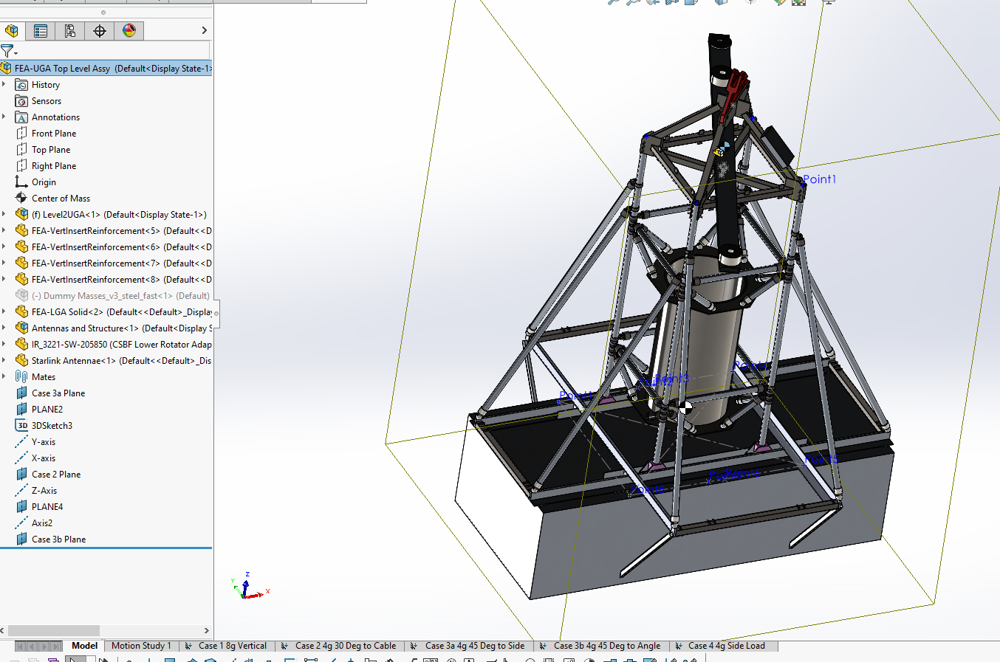 FEA-UGA Top Level Assy (Default<Display State-1>
History
Sensors
A Annotations
Front Plane
Top Plane
Right Plane
Origin
Center of Mass
(f) Level2UGA<1> (Default<Display State-1>)
FEA-VertInsertReinforcement<5> (Default<<D
FEA-VertInsertReinforcement<6> (Default<<D
FEA-VertInsertReinforcement<7> (Default<<D
FEA-VertInsertReinforcement<8> (Default<<D
(-) Dummy Masses_v3_steel_fast<1> (Default)
FEA-LGA Solid<2> (Default<<Default>_Display
Antennas and Structure<1> (Default<Display S
IR_3221-SW-205850 (CSBF Lower Rotator Adap
Starlink Antennae<1> (Default<<Default>_Dis
Mates
Case 3a Plane
PLANE2
3D 3DSketch3
Y-axis
X-axis
Case 2 Plane
Z-Axis
PLANE4
Axis2
Case 3b Plane
Point1
Point5
Z
Y
X
Model Motion Study 1 Case 1 8g Vertical Case 2 4g 30 Deg to Cable Case 3a 4g 45 Deg to Side Case 3b 4g 45 Deg to Angle Case 4 4g Side Load